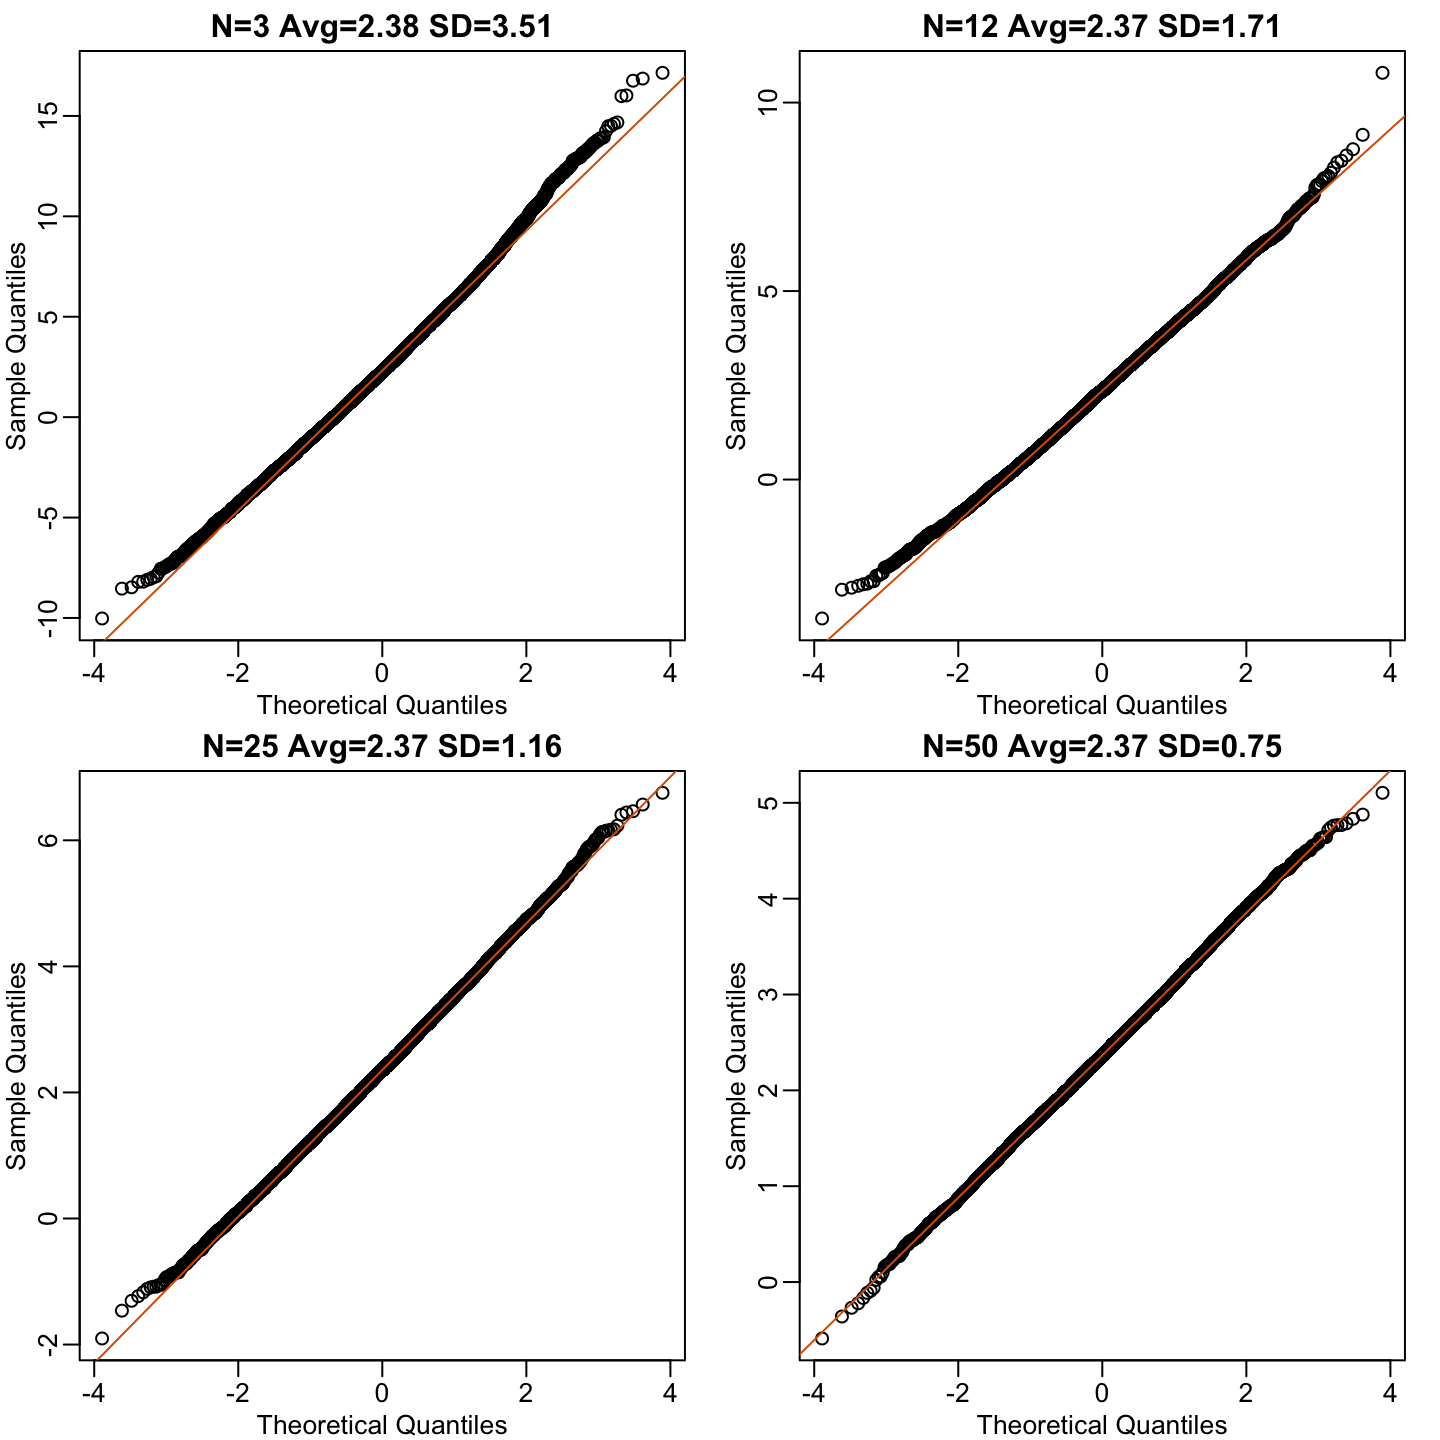 N=3 Avg=2.38 SD=3.51
Sample Quantiles
15
10
5
0
-5
-10
-4 -2 0 2 4
Theoretical Quantiles
N=12 Avg=2.37 SD=1.71
Sample Quantiles
10
5
0
-4 -2 0 2 4
Theoretical Quantiles
N=25 Avg=2.37 SD=1.16
Sample Quantiles
6
4
2
0
-2
-4 -2 0 2 4
Theoretical Quantiles
N=50 Avg=2.37 SD=0.75
Sample Quantiles
5
4
3
2
1
0
-4 -2 0 2 4
Theoretical Quantiles